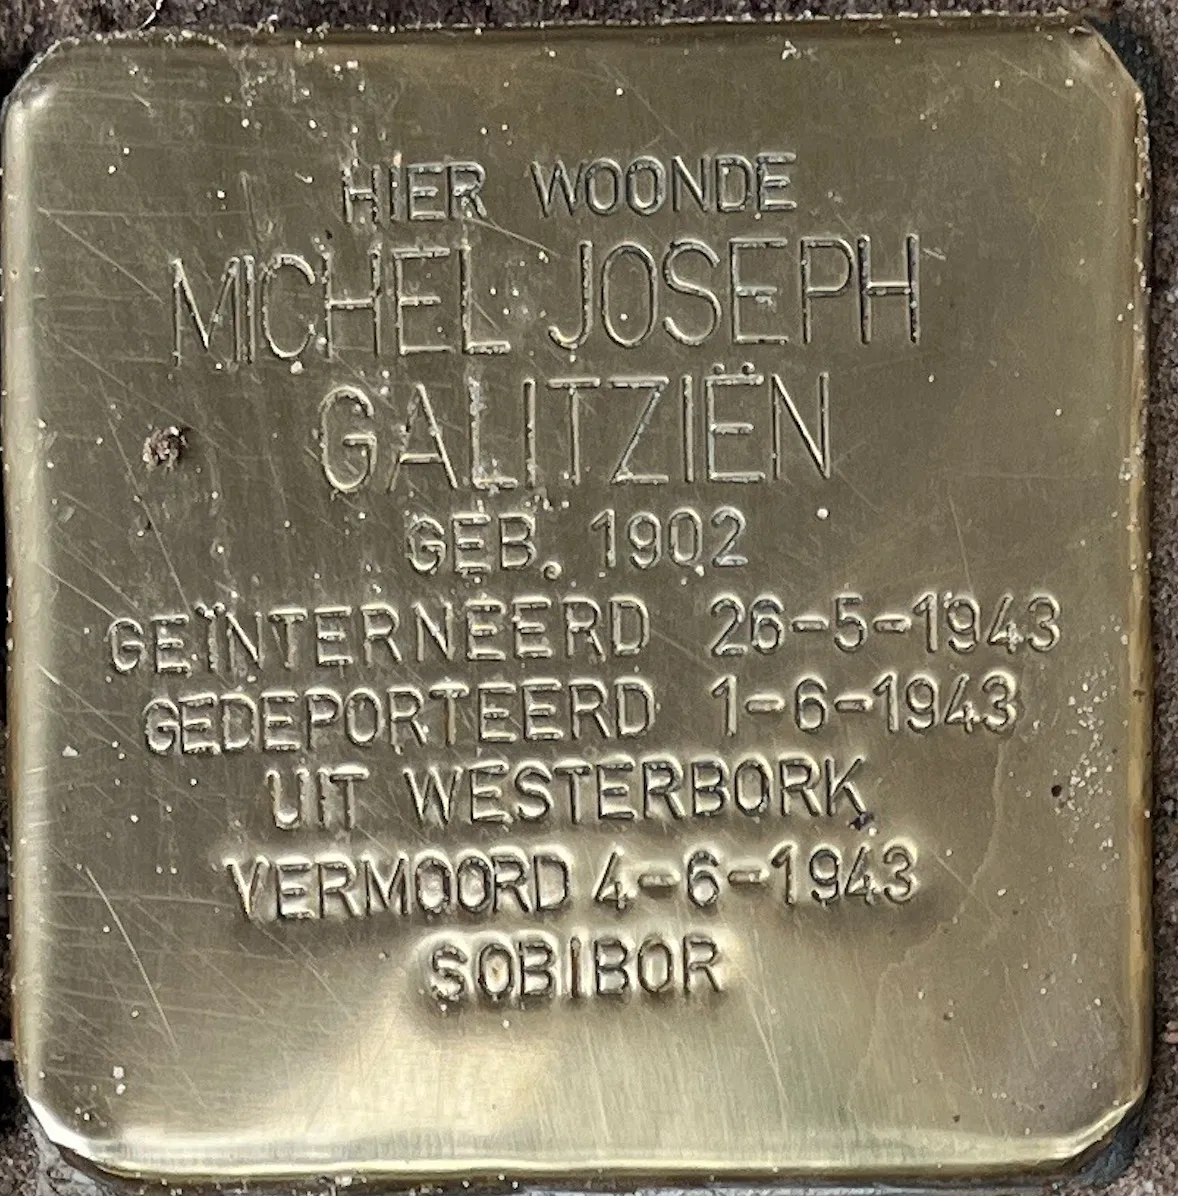 HIER WOONDE
MICHEL JOSEPH
GALITZIËN
GEB. 1902
GEÏNTERNEERD 26-5-1943
GEDEPORTEERD 1-6-1943
UIT WESTERBORK
VERMOORD 4-6-1943
SOBIBOR